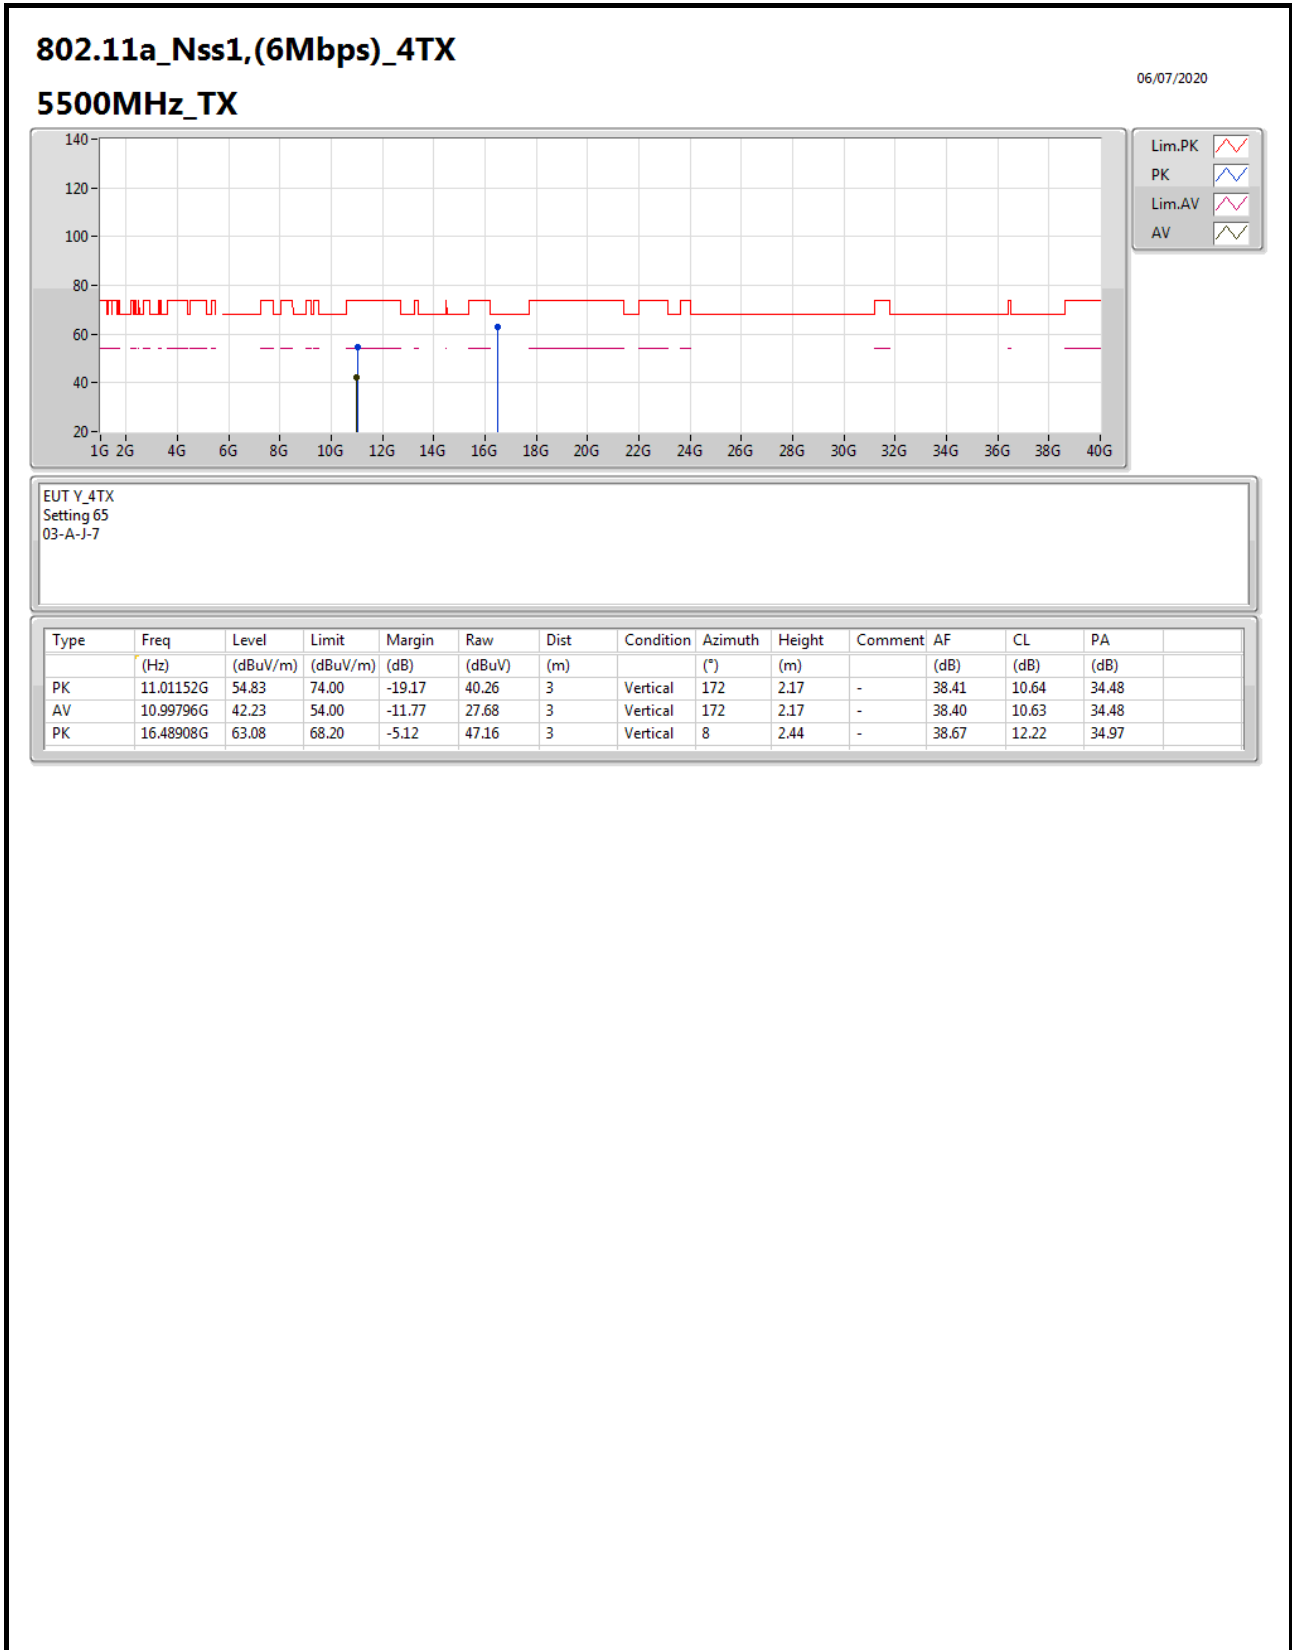 802.11a_Nss1,(6Mbps)_4TX
06/07/2020
5500MHz_TX
140
120
100
80
60
40
20
1G 2G 4G 6G 8G 10G 12G 14G 16G 18G 20G 22G 24G 26G 28G 30G 32G 34G 36G 38G 40G
Lim.PK
PK
Lim.AV
AV
EUT Y_4TX
Setting 65
03-A-J-7
Type Freq Level Limit Margin Raw Dist Condition Azimuth Height Comment AF CL PA
(Hz) (dBuV/m) (dBuV/m) (dB) (dBuV) (m) (°) (m) (dB) (dB) (dB)
PK 11.01152G 54.83 74.00 -19.17 40.26 3 Vertical 172 2.17 - 38.41 10.64 34.48
AV 10.99796G 42.23 54.00 -11.77 27.68 3 Vertical 172 2.17 - 38.40 10.63 34.48
PK 16.48908G 63.08 68.20 -5.12 47.16 3 Vertical 8 2.44 - 38.67 12.22 34.97